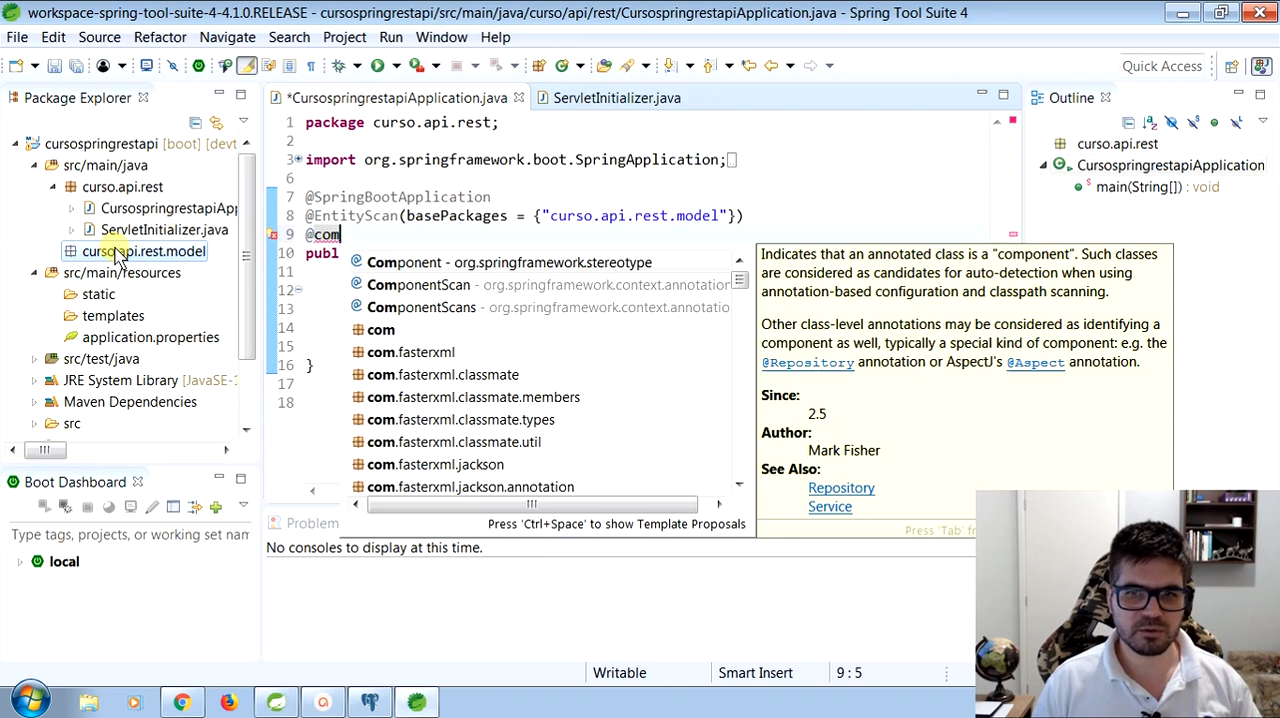 workspace-spring-tool-suite-4-4.1.0.RELEASE - cursospringrestapi/src/main/java/curso/api/rest/CursospringrestapiApplication.java - Spring Tool Suite 4
File Edit Source Refactor Navigate Search Project Run Window Help
Quick Access
Package Explorer
cursospringrestapi [boot] [devt
src/main/java
curso.api.rest
CursospringrestapiApp
ServletInitializer.java
curso.api.rest.model
src/main/resources
static
templates
application.properties
src/test/java
JRE System Library [JavaSE-1
Maven Dependencies
src
Boot Dashboard
Type tags, projects, or working set nam
local
*CursospringrestapiApplication.java ServletInitializer.java
1 package curso.api.rest;
2
3 import org.springframework.boot.SpringApplication;
6
7 @SpringBootApplication
8 @EntityScan(basePackages = {"curso.api.rest.model"})
9 @com
10 publ
11
12
13
14
15
16 }
17
18
Component - org.springframework.stereotype
ComponentScan - org.springframework.context.annotation
ComponentScans - org.springframework.context.annotatio
com
com.fasterxml
com.fasterxml.classmate
com.fasterxml.classmate.members
com.fasterxml.classmate.types
com.fasterxml.classmate.util
com.fasterxml.jackson
com.fasterxml.jackson.annotation
Press 'Ctrl+Space' to show Template Proposals
Indicates that an annotated class is a "component". Such classes
are considered as candidates for auto-detection when using
annotation-based configuration and classpath scanning.
Other class-level annotations may be considered as identifying a
component as well, typically a special kind of component: e.g. the
@Repository annotation or AspectJ's @Aspect annotation.
Since:
2.5
Author:
Mark Fisher
See Also:
Repository
Service
Press 'Tab' fr
Outline
curso.api.rest
CursospringrestapiApplication
main(String[]) : void
Problem
No consoles to display at this time.
Writable Smart Insert 9 : 5